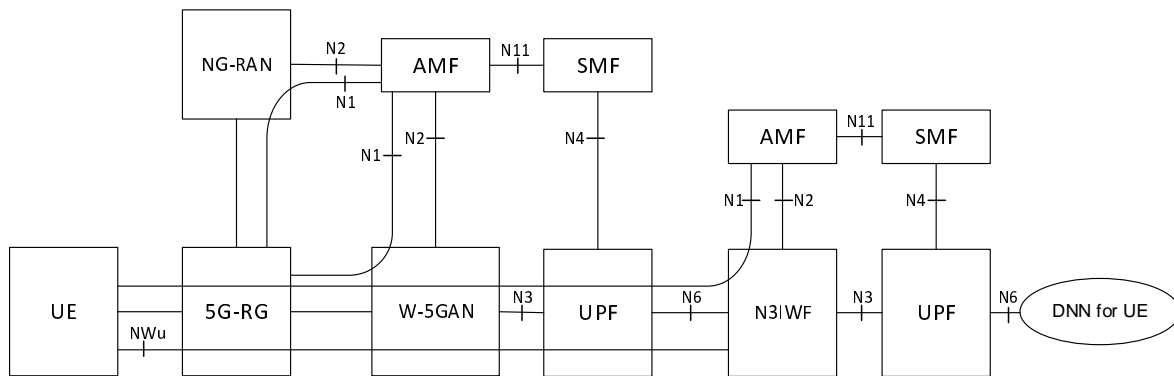 N2
N11
NG-RAN
AMF
SMF
N1
N1
N2
N4
AMF
N11
SMF
N1
N2
N4
UE
5G-RG
W-5GAN
N3
UPF
N6
N3IWF
N3
UPF
N6
DNN for UE
NWu